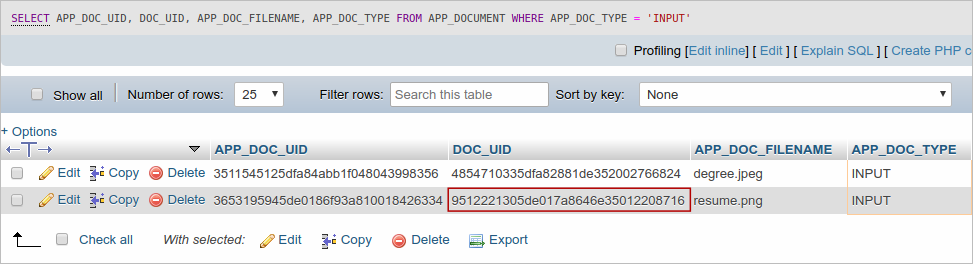 SELECT APP_DOC_UID, DOC_UID, APP_DOC_FILENAME, APP_DOC_TYPE FROM APP_DOCUMENT WHERE APP_DOC_TYPE = 'INPUT'
Profiling [Edit inline] [ Edit ] [ Explain SQL ] [ Create PHP c
Show all Number of rows: 25 Filter rows: Search this table Sort by key: None
+ Options
APP_DOC_UID DOC_UID APP_DOC_FILENAME APP_DOC_TYPE
Edit Copy Delete 3511545125dfa84abb1f048043998356 4854710335dfa82881de352002766824 degree.jpeg INPUT
Edit Copy Delete 3653195945de0186f93a810018426334 9512221305de017a8646e35012208716 resume.png INPUT
Check all With selected: Edit Copy Delete Export